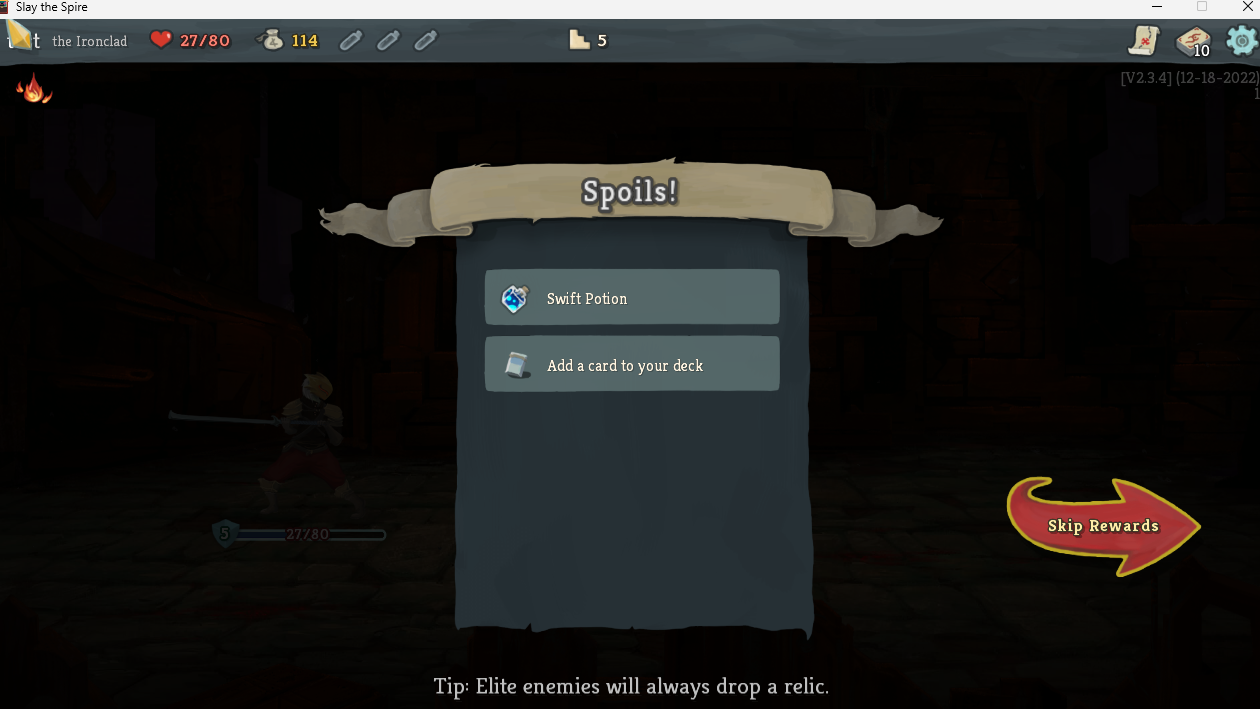 Slay the Spire
the Ironclad
27/80
114
5
10
[V2.3.4] (12-18-2022)
1
Spoils!
Swift Potion
Add a card to your deck
Skip Rewards
5
27/80
Tip: Elite enemies will always drop a relic.